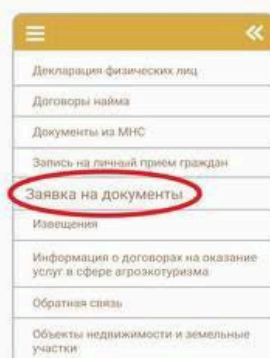 Декларация физических лиц
Договоры найма
Документы из МНС
Запись на личный прием граждан
Заявка на документы
Извещения
Информация о договорах на оказание
услуг в сфере агроэкотуризма
Обратная связь
Объекты недвижимости и земельные
участки